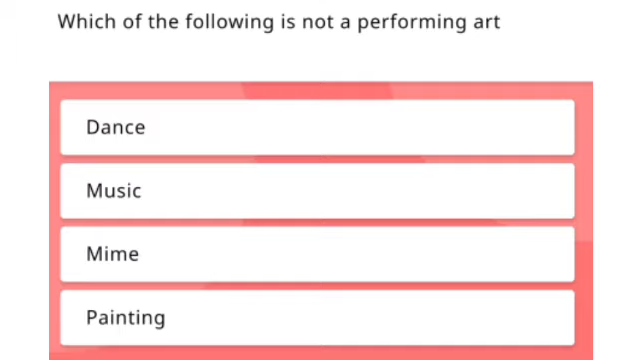 Which of the following is not a performing art
Dance
Music
Mime
Painting